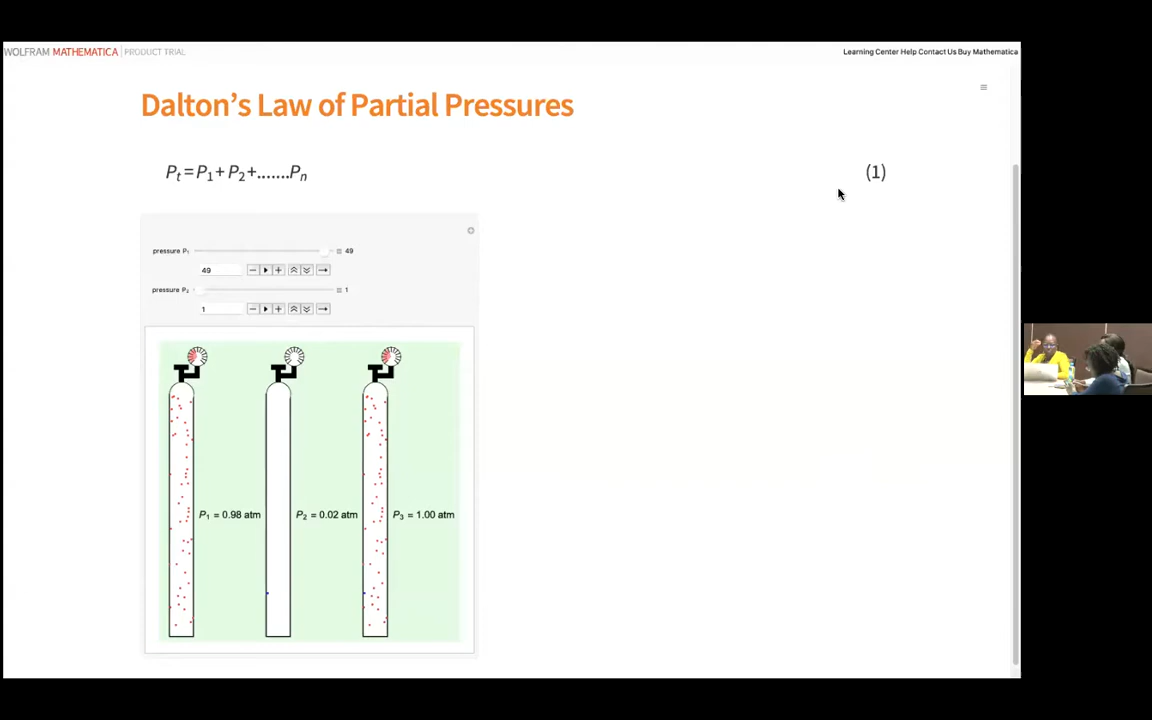 WOLFRAM MATHEMATICA | PRODUCT TRIAL
Learning Center Help Contact Us Buy Mathematica
Dalton's Law of Partial Pressures
Pt = P1 + P2 +.......Pn (1)
pressure P1 49
49
pressure P2 1
1
P1 = 0.98 atm P2 = 0.02 atm P3 = 1.00 atm